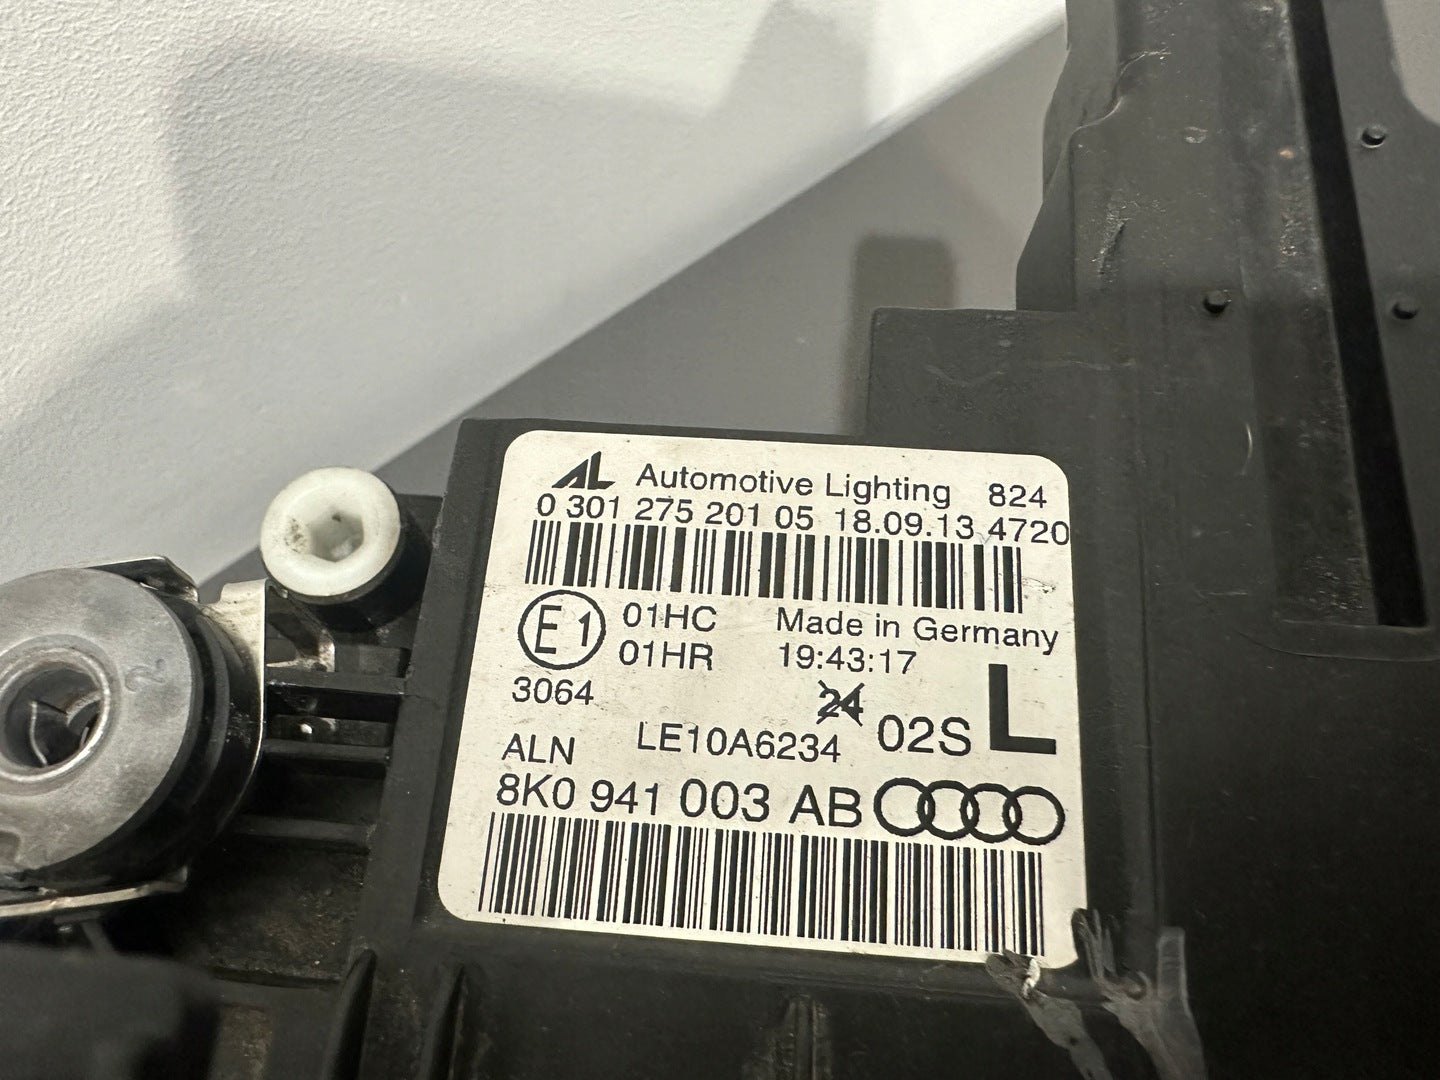 AL Automotive Lighting 824
0 301 275 201 05 18.09.13 4720
E1 01HC Made in Germany
01HR 19:43:17
3064 24 02S L
ALN LE10A6234
8K0 941 003 AB